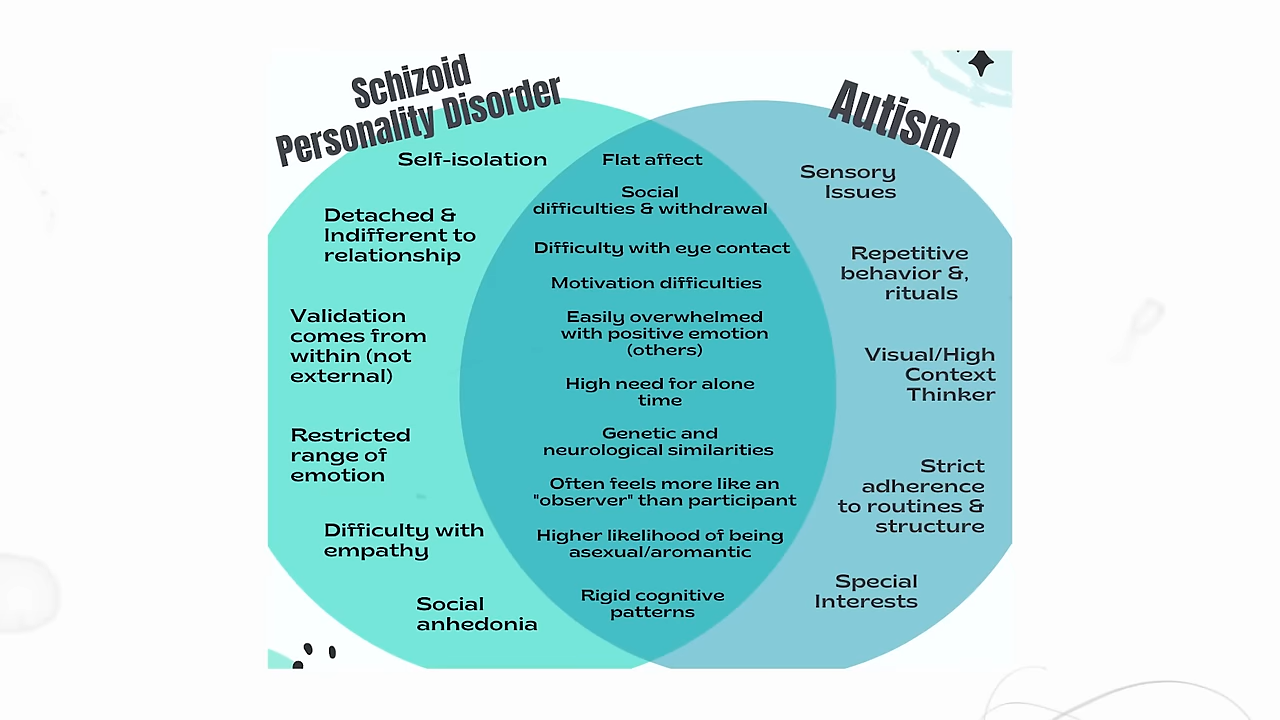 Schizoid
Personality Disorder
Self-isolation
Detached &
Indifferent to
relationship
Validation
comes from
within (not
external)
Restricted
range of
emotion
Difficulty with
empathy
Social
anhedonia
Flat affect
Social
difficulties & withdrawal
Difficulty with eye contact
Motivation difficulties
Easily overwhelmed
with positive emotion
(others)
High need for alone
time
Genetic and
neurological similarities
Often feels more like an
"observer" than participant
Higher likelihood of being
asexual/aromantic
Rigid cognitive
patterns
Autism
Sensory
Issues
Repetitive
behavior &,
rituals
Visual/High
Context
Thinker
Strict
adherence
to routines &
structure
Special
Interests